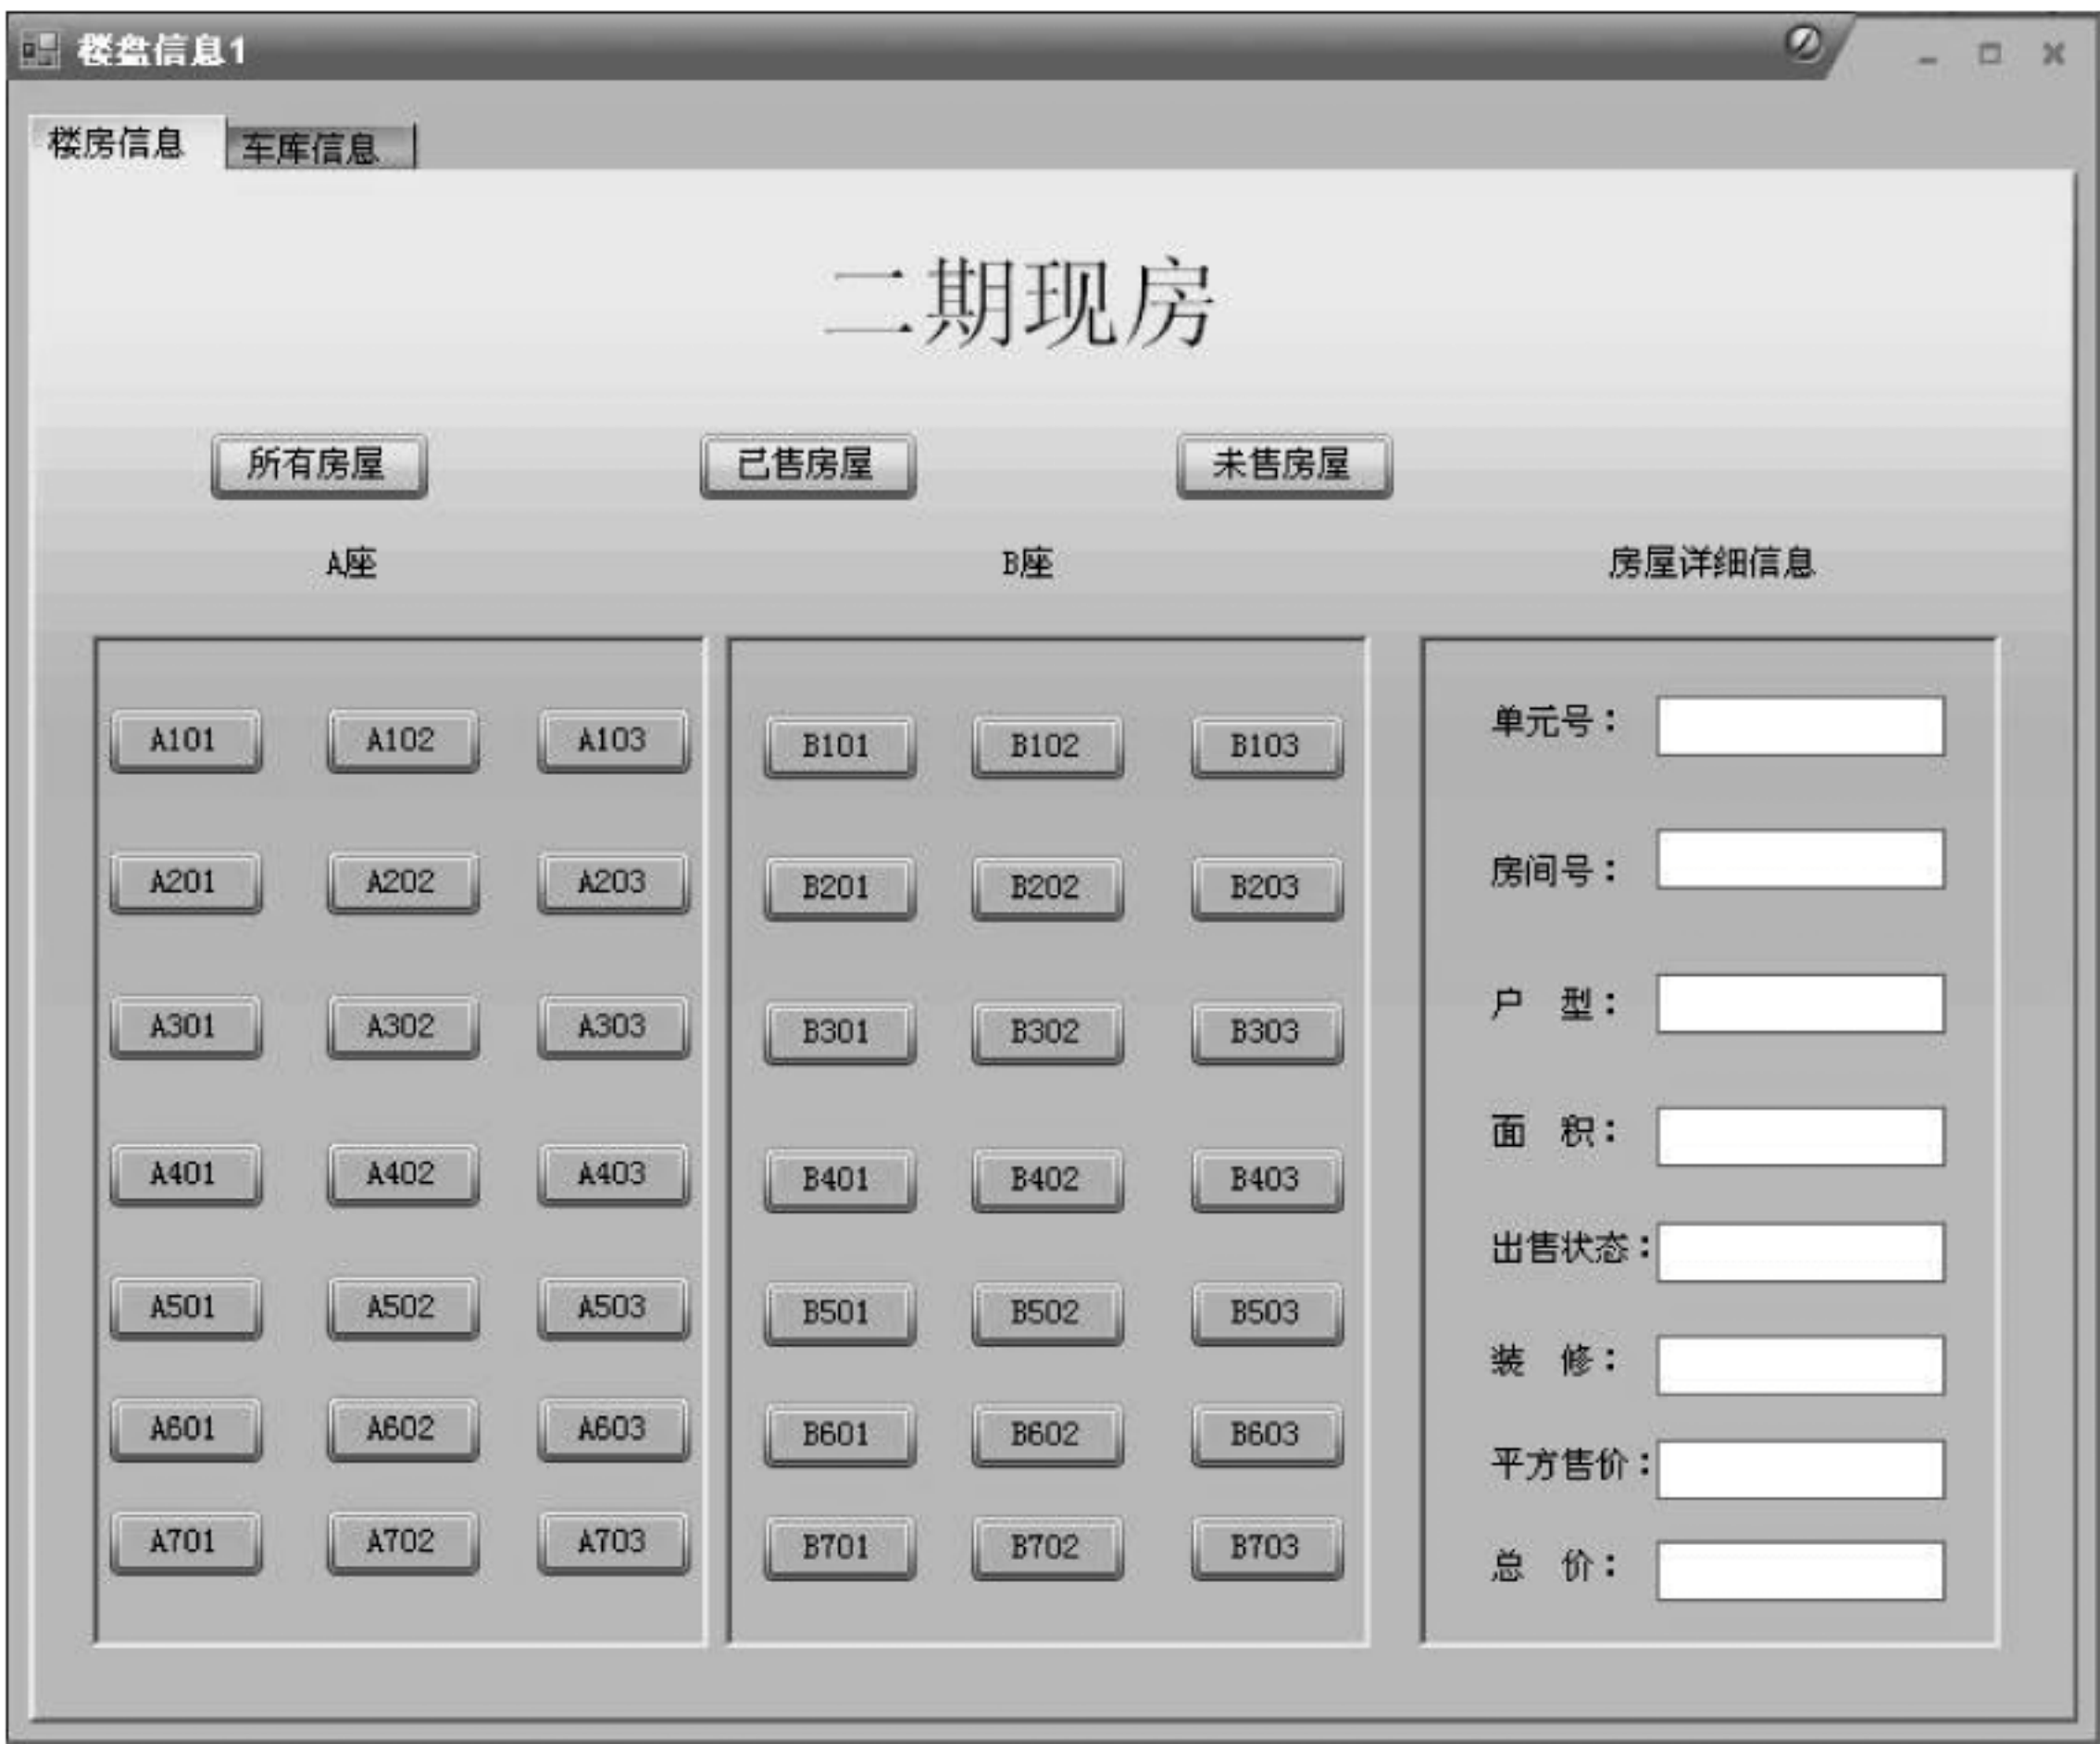 楼盘信息1
楼房信息 车库信息
二期现房
所有房屋 已售房屋 未售房屋
A座 B座 房屋详细信息
A101 A102 A103
A201 A202 A203
A301 A302 A303
A401 A402 A403
A501 A502 A503
A601 A602 A603
A701 A702 A703
B101 B102 B103
B201 B202 B203
B301 B302 B303
B401 B402 B403
B501 B502 B503
B601 B602 B603
B701 B702 B703
单元号：
房间号：
户 型：
面 积：
出售状态：
装 修：
平方售价：
总 价：